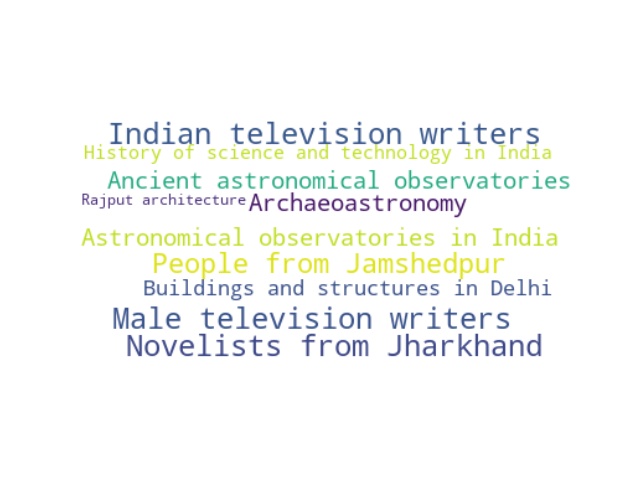 Indian television writers
History of science and technology in India
Ancient astronomical observatories
Rajput architecture Archaeoastronomy
Astronomical observatories in India
People from Jamshedpur
Buildings and structures in Delhi
Male television writers
Novelists from Jharkhand